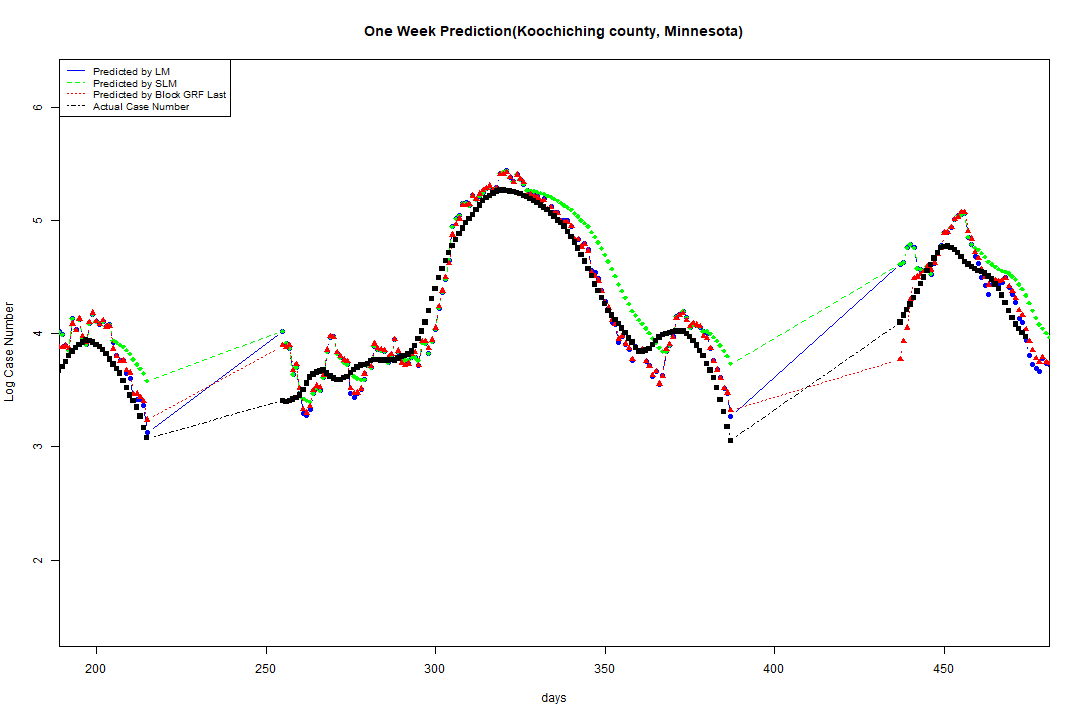 One Week Prediction(Koochiching county, Minnesota)
Predicted by LM
Predicted by SLM
Predicted by Block GRF Last
Actual Case Number
Log Case Number
6
5
4
3
2
200 250 300 350 400 450
days